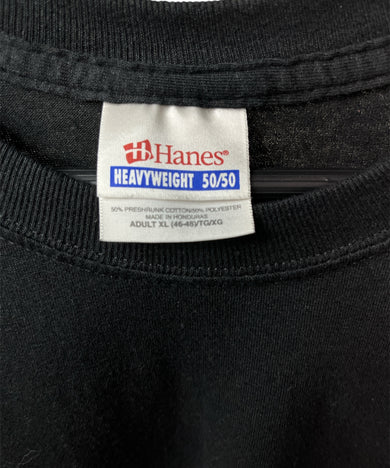 Hanes®
HEAVYWEIGHT 50/50
50% PRESHRUNK COTTON/50% POLYESTER
MADE IN HONDURAS
ADULT XL (46-48)/TG/XG